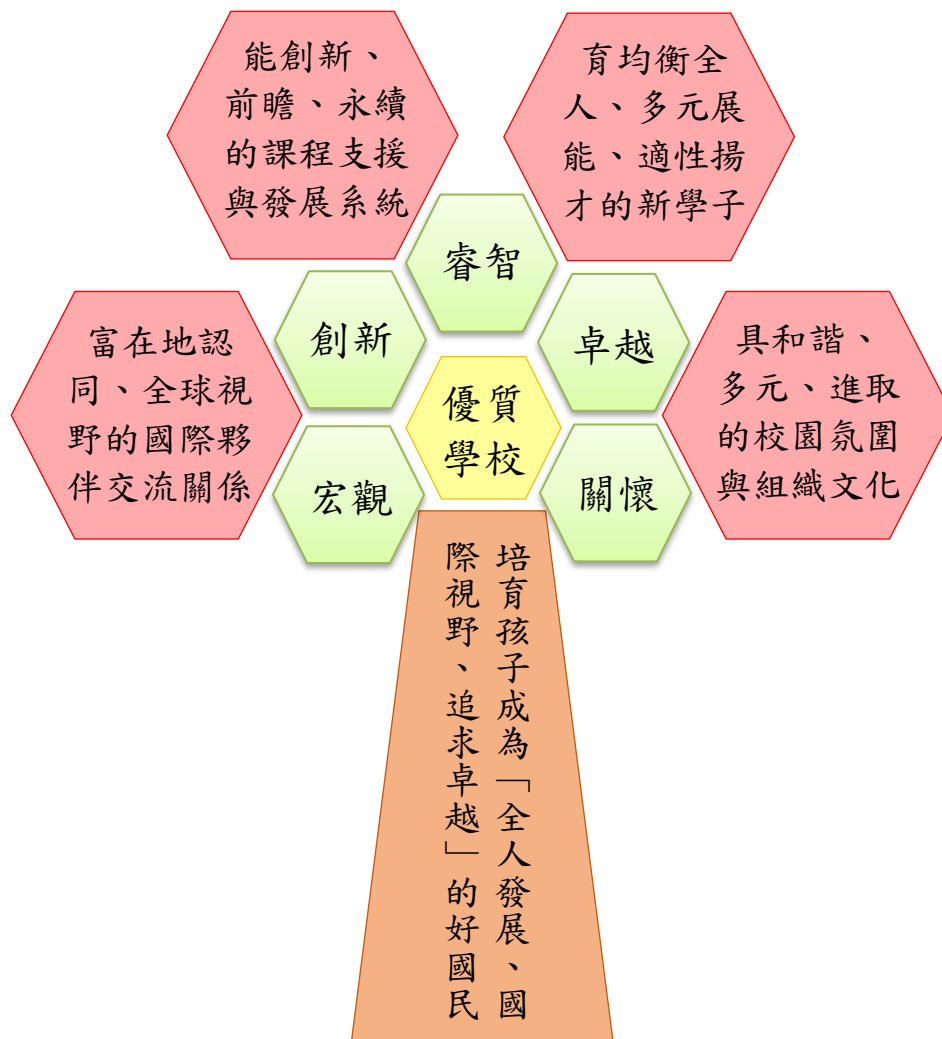 能創新、
前瞻、永續
的課程支援
與發展系統
育均衡全
人、多元展
能、適性揚
才的新學子
睿智
創新
卓越
富在地認
同、全球視
野的國際夥
伴交流關係
優質
學校
具和諧、
多元、進取
的校園氛圍
與組織文化
宏觀
關懷
培育孩子成為「全人發展、國
際視野、追求卓越」的好國民